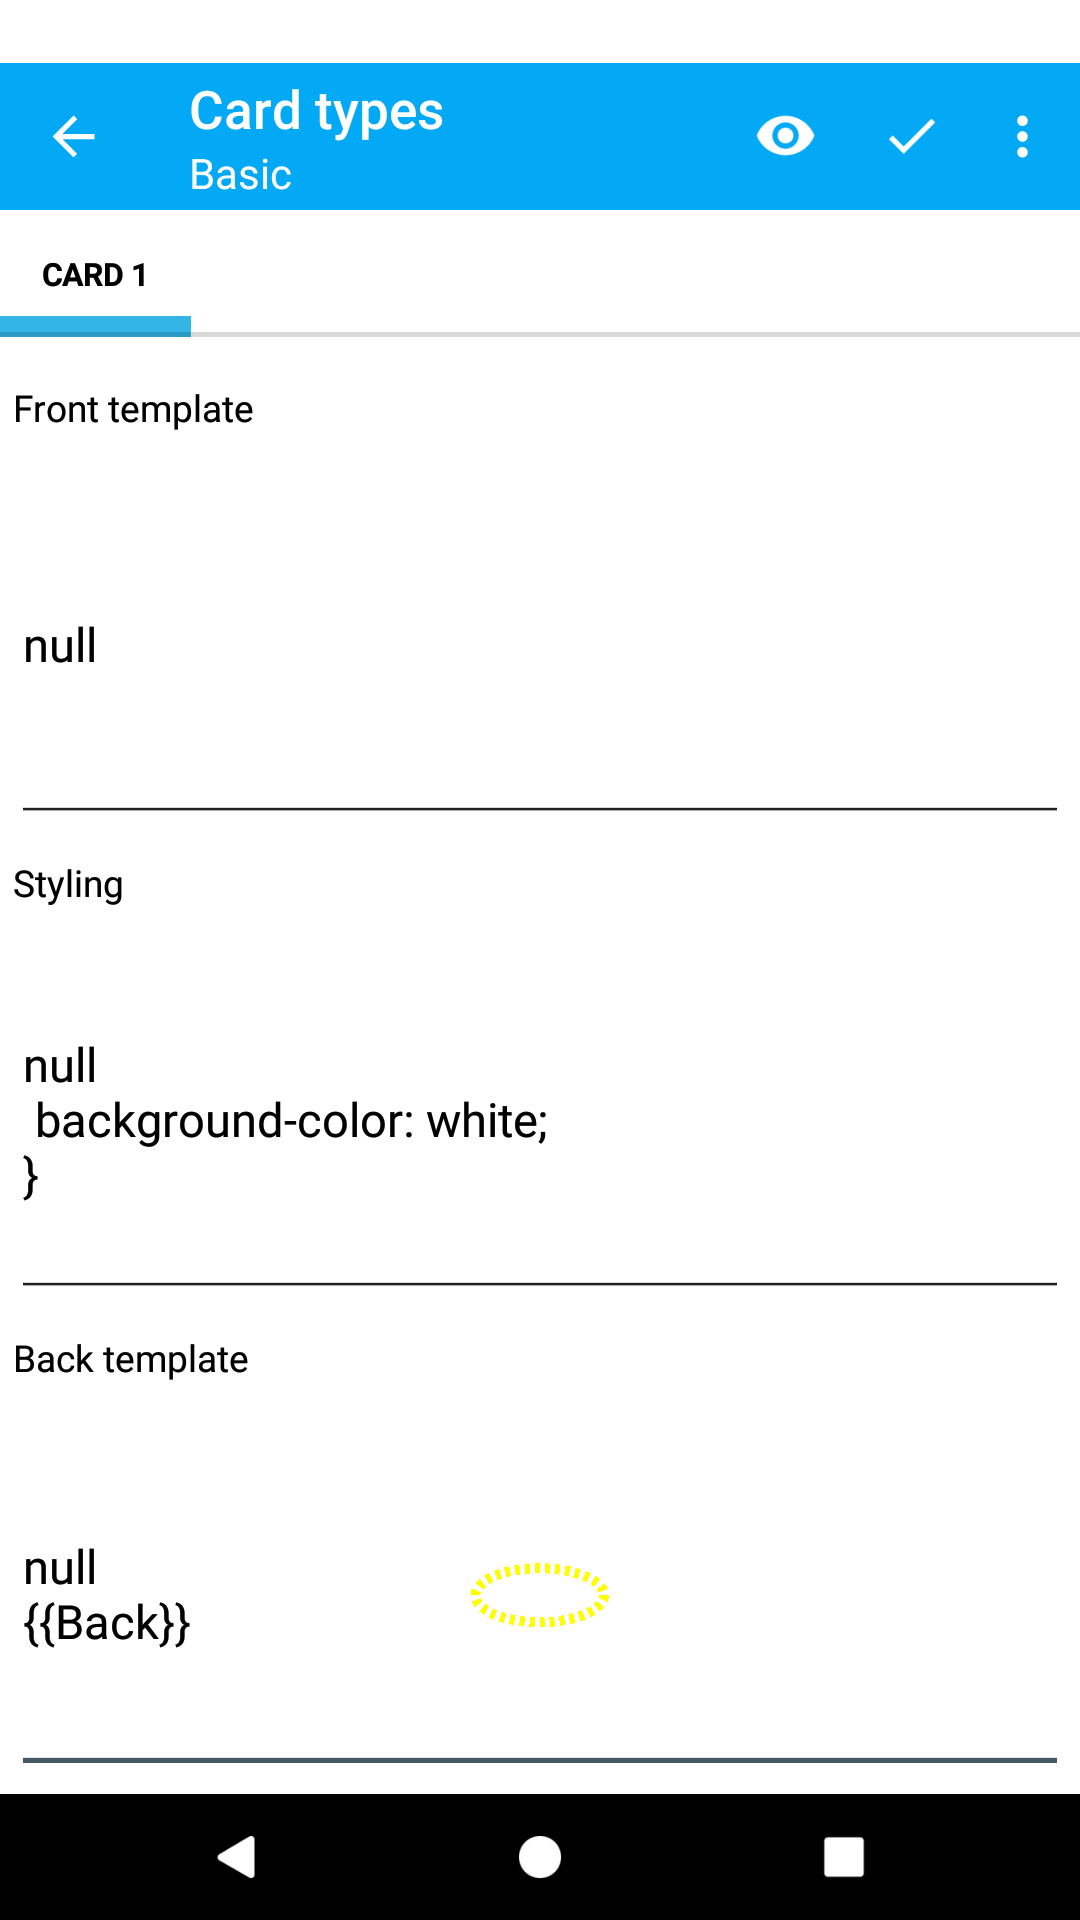 Card types
Basic
CARD 1
Front template
null
Styling
null
background-color: white;
}
Back template
null
{{Back}}